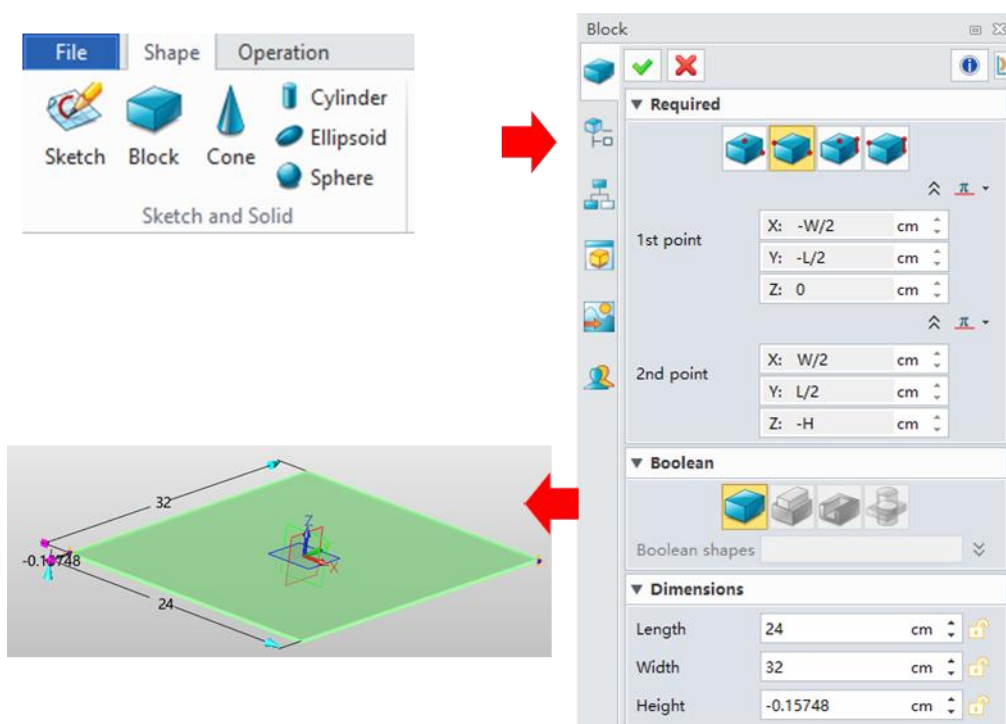 File Shape Operation
Sketch
Block
Cone
Cylinder
Ellipsoid
Sphere
Sketch and Solid
Block
Required
π
1st point
X: -W/2 cm
Y: -L/2 cm
Z: 0 cm
π
2nd point
X: W/2 cm
Y: L/2 cm
Z: -H cm
Boolean
Boolean shapes
Dimensions
Length 24 cm
Width 32 cm
Height -0.15748 cm
32
Z
X
-0.15748
24